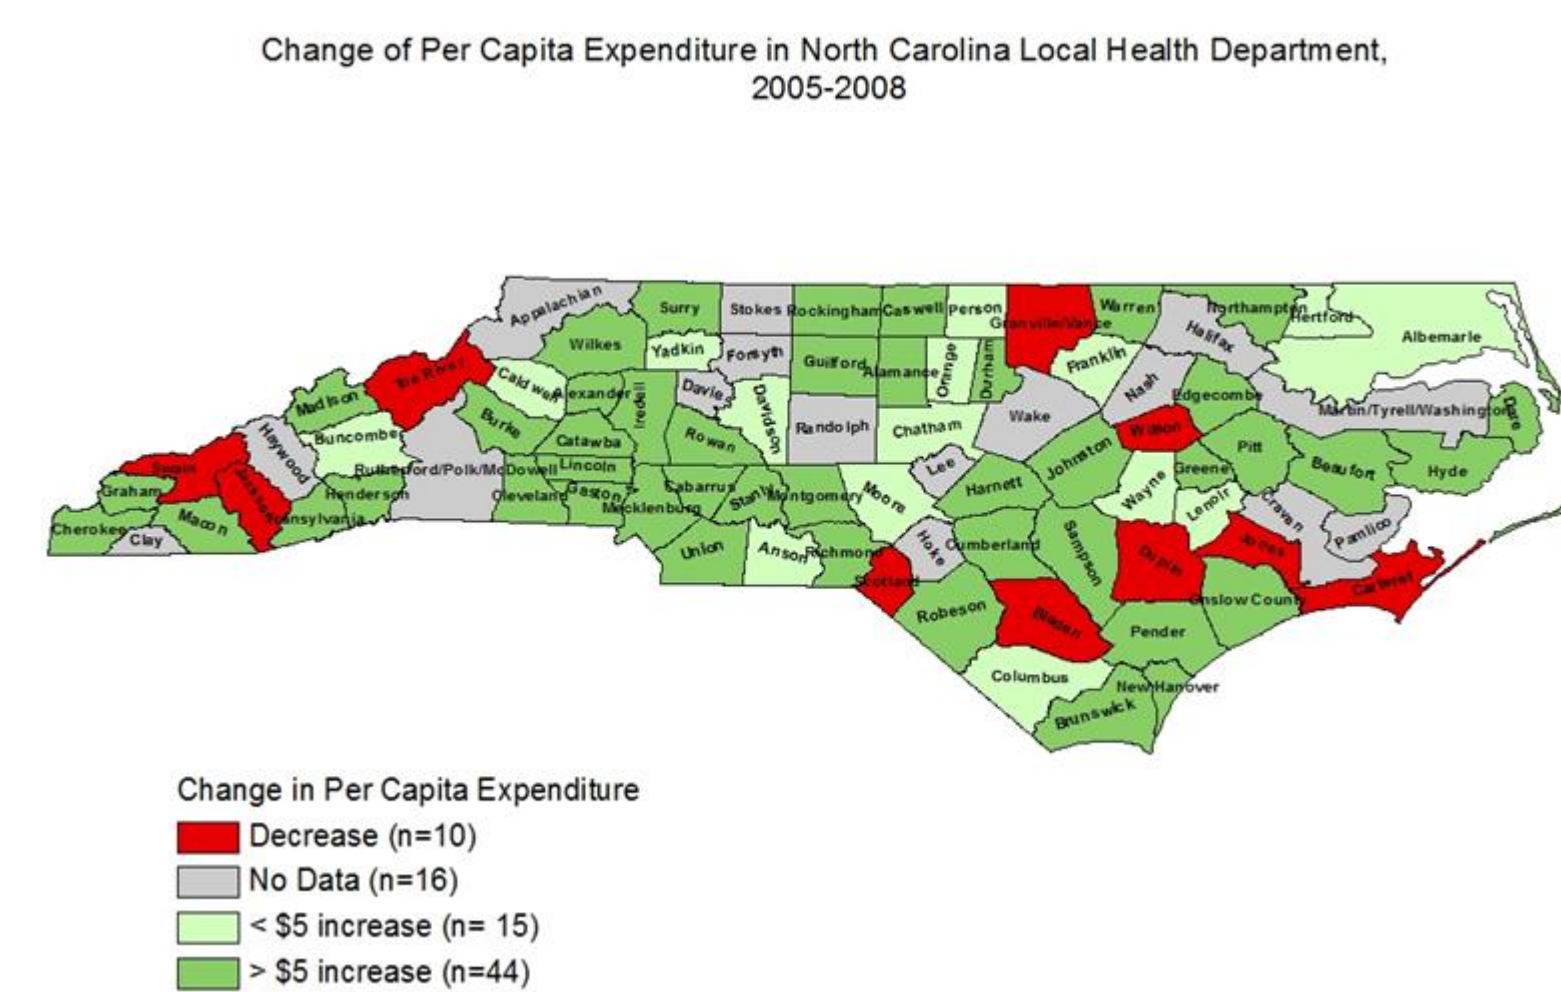 Change of Per Capita Expenditure in North Carolina Local Health Department,
2005-2008
Appalachian
Surry
Stokes
Rockingham
Caswell
Person
Granville/Vance
Warren
Northampton
Hertford
Halifax
Albemarle
Wilkes
Yadkin
Forsyth
Guilford
Alamance
Orange
Durham
Franklin
Nash
Edgecombe
Martin/Tyrell/Washington
Dare
Toe River
Caldwell
Alexander
Iredell
Davie
Davidson
Randolph
Chatham
Wake
Wilson
Pitt
Beaufort
Hyde
Madison
Buncombe
Haywood
Burke
Catawba
Rowan
Lee
Johnston
Greene
Wayne
Lenoir
Craven
Pamlico
Swain
Jackson
Graham
Macon
Cherokee
Clay
Transylvania
Henderson
Rutherford/Polk/McDowell
Cleveland
Lincoln
Gaston
Mecklenburg
Cabarrus
Stanly
Montgomery
Moore
Harnett
Union
Anson
Richmond
Scotland
Hoke
Cumberland
Sampson
Duplin
Jones
Carteret
Onslow County
Robeson
Bladen
Pender
Columbus
New Hanover
Brunswick
Change in Per Capita Expenditure
Decrease (n=10)
No Data (n=16)
< $5 increase (n= 15)
> $5 increase (n=44)